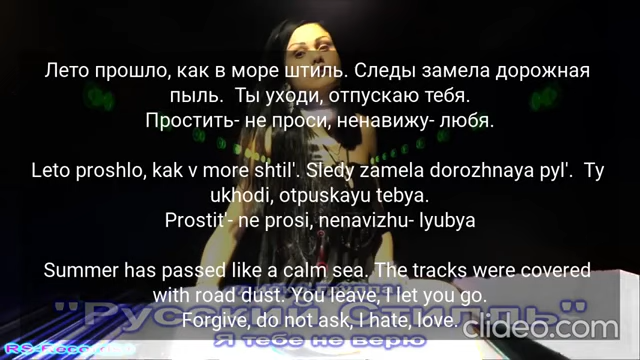 Лето прошло, как в море штиль. Следы замела дорожная
пыль. Ты уходи, отпускаю тебя.
Простить- не проси, ненавижу- любя.
Leto proshlo, kak v more shtil'. Sledy zamela dorozhnaya pyl'. Ty
ukhodi, otpuskayu tebya.
Prostit'- ne prosi, nenavizhu- lyubya
Summer has passed like a calm sea. The tracks were covered
with road dust. You leave, I let you go.
Forgive, do not ask, I hate, love.
clideo.com
Я тебе не верю